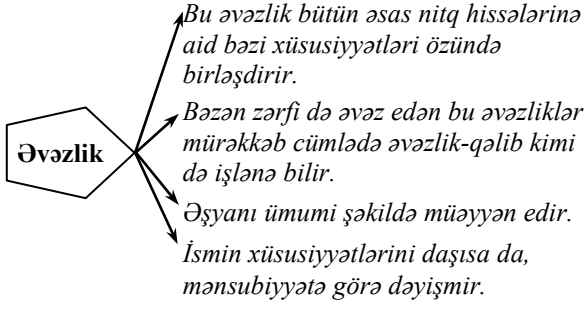 Bu əvəzlik bütün əsas nitq hissələrinə
aid bəzi xüsusiyyətləri özündə
birləşdirir.
Bəzən zərfi də əvəz edən bu əvəzliklər
mürəkkəb cümlədə əvəzlik-qəlib kimi
də işlənə bilir.
Əvəzlik
Əşyanı ümumi şəkildə müəyyən edir.
İsmin xüsusiyyətlərini daşısa da,
mənsubiyyətə görə dəyişmir.